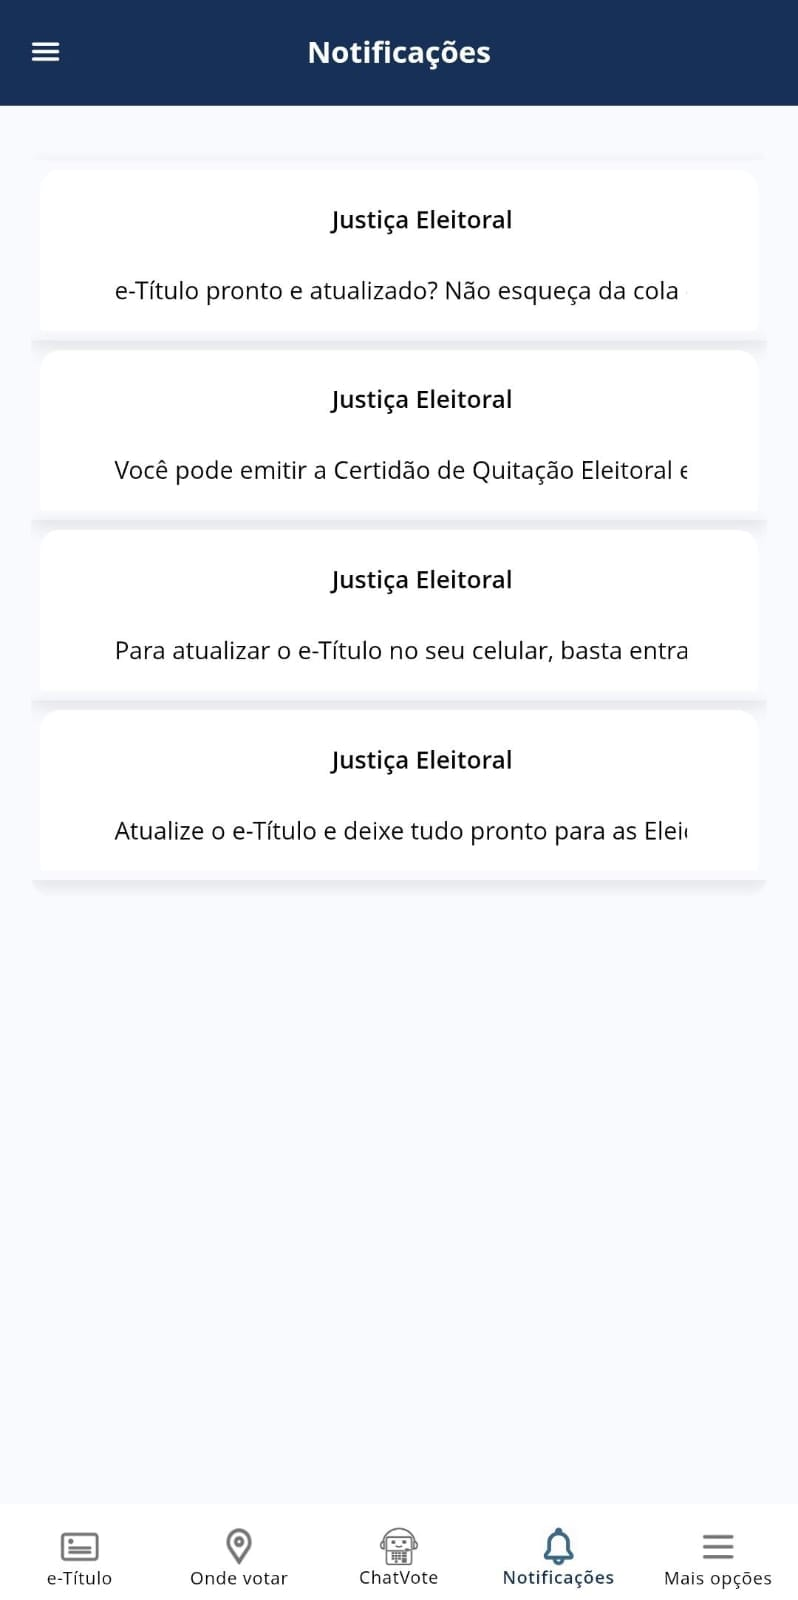 Notificações
Justiça Eleitoral
e-Título pronto e atualizado? Não esqueça da cola
Justiça Eleitoral
Você pode emitir a Certidão de Quitação Eleitoral
Justiça Eleitoral
Para atualizar o e-Título no seu celular, basta entra
Justiça Eleitoral
Atualize o e-Título e deixe tudo pronto para as Elei
e-Título
Onde votar
ChatVote
Notificações
Mais opções